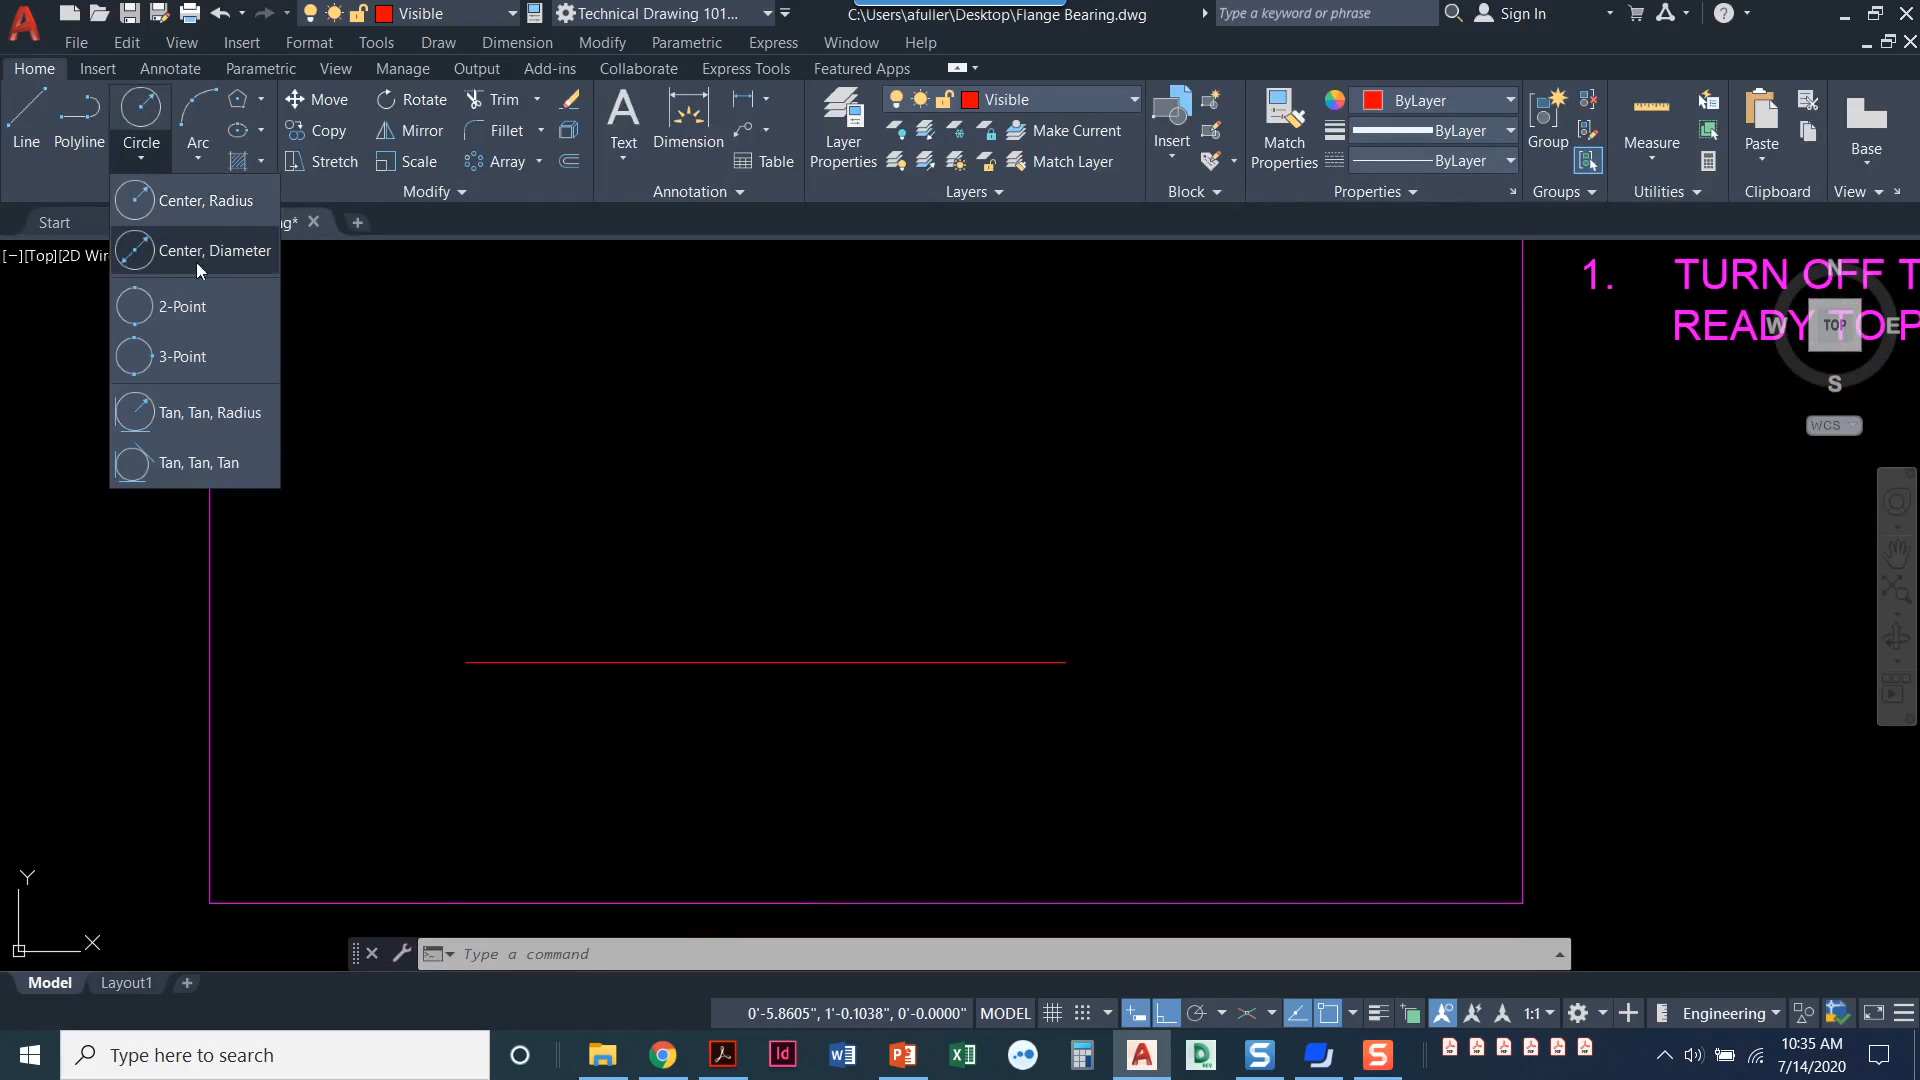 Visible
Technical Drawing 101...
C:\Users\afuller\Desktop\Flange Bearing.dwg
Type a keyword or phrase
Sign In
File Edit View Insert Format Tools Draw Dimension Modify Parametric Express Window Help
Home Insert Annotate Parametric View Manage Output Add-ins Collaborate Express Tools Featured Apps
Line
Polyline
Circle
Arc
Move
Rotate
Trim
Copy
Mirror
Fillet
Stretch
Scale
Array
Modify
Text
Dimension
Table
Annotation
Layer
Properties
Visible
Make Current
Match Layer
Layers
Insert
Block
Match
Properties
ByLayer
ByLayer
ByLayer
Properties
Group
Groups
Measure
Utilities
Paste
Clipboard
Base
View
Start
ng*
Center, Radius
Center, Diameter
2-Point
3-Point
Tan, Tan, Radius
Tan, Tan, Tan
[−][Top][2D Wir
1. TURN OFF T
READY TO P
N
W
TOP
E
S
WCS
Y
X
Type a command
Model
Layout1
0'-5.8605", 1'-0.1038", 0'-0.0000"
MODEL
1:1
Engineering
Type here to search
10:35 AM
7/14/2020